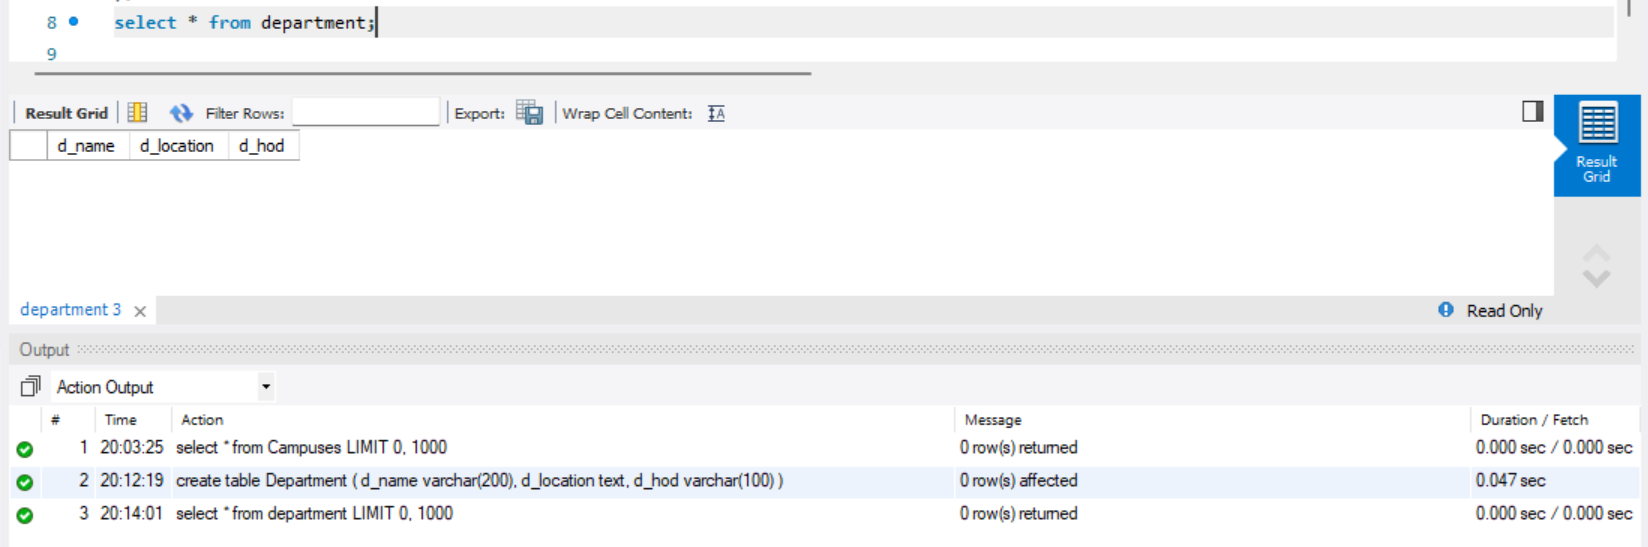 8 select * from department;
9
Result Grid Filter Rows: Export: Wrap Cell Content:
d_name d_location d_hod
Result
Grid
department 3 Read Only
Output
Action Output
# Time Action Message Duration / Fetch
1 20:03:25 select * from Campuses LIMIT 0, 1000 0 row(s) returned 0.000 sec / 0.000 sec
2 20:12:19 create table Department ( d_name varchar(200), d_location text, d_hod varchar(100) ) 0 row(s) affected 0.047 sec
3 20:14:01 select * from department LIMIT 0, 1000 0 row(s) returned 0.000 sec / 0.000 sec